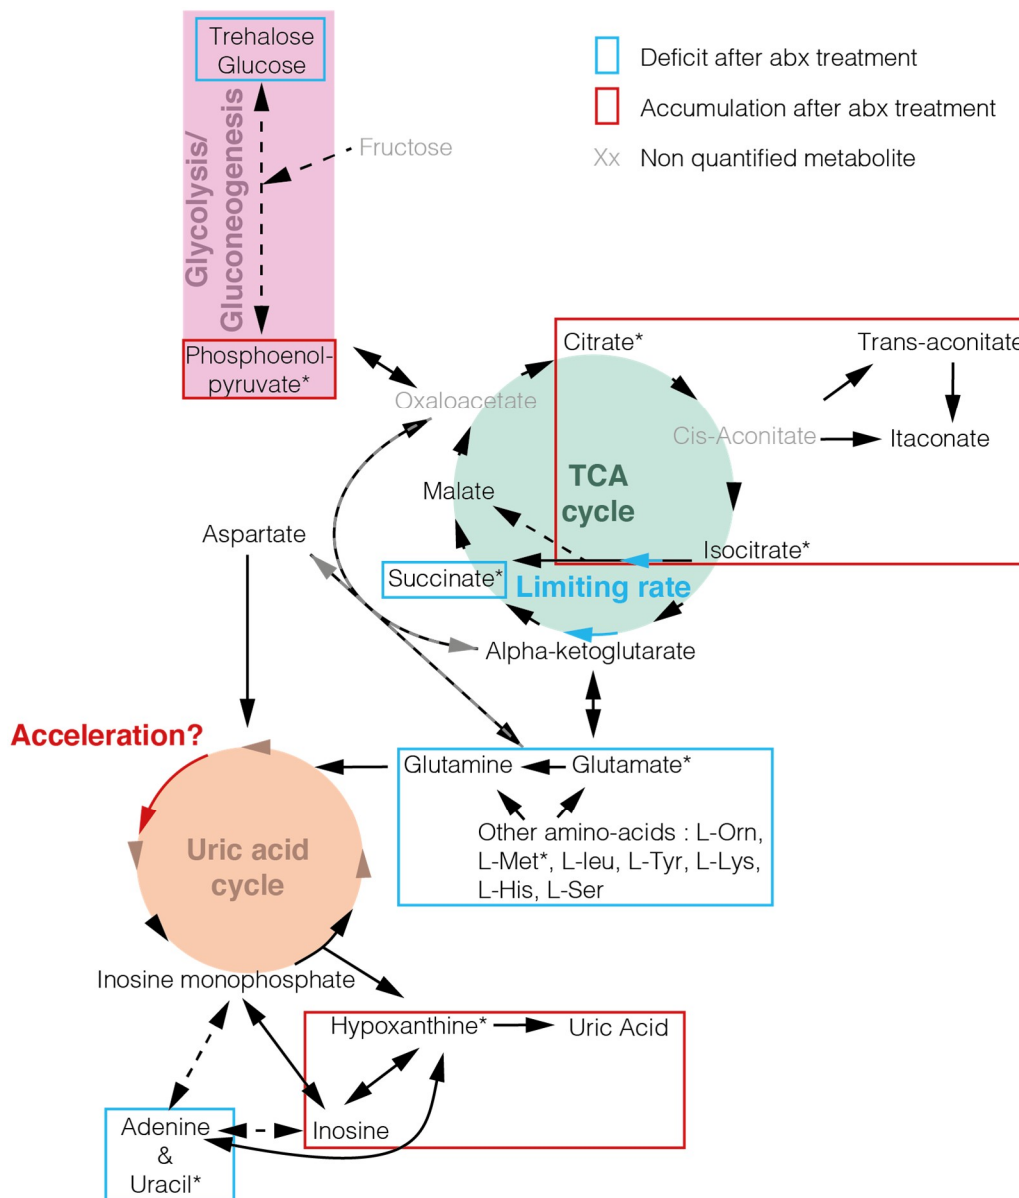 Trehalose
Glucose
Deficit after abx treatment
Accumulation after abx treatment
Xx Non quantified metabolite
Fructose
Glycolysis/
Gluconeogenesis
Phosphoenol-
pyruvate*
Oxaloacetate
Citrate*
Trans-aconitate
Cis-Aconitate
Itaconate
TCA
cycle
Malate
Isocitrate*
Aspartate
Succinate*
Limiting rate
Alpha-ketoglutarate
Acceleration?
Glutamine
Glutamate*
Other amino-acids : L-Orn,
L-Met*, L-leu, L-Tyr, L-Lys,
L-His, L-Ser
Uric acid
cycle
Inosine monophosphate
Hypoxanthine*
Uric Acid
Inosine
Adenine
&
Uracil*